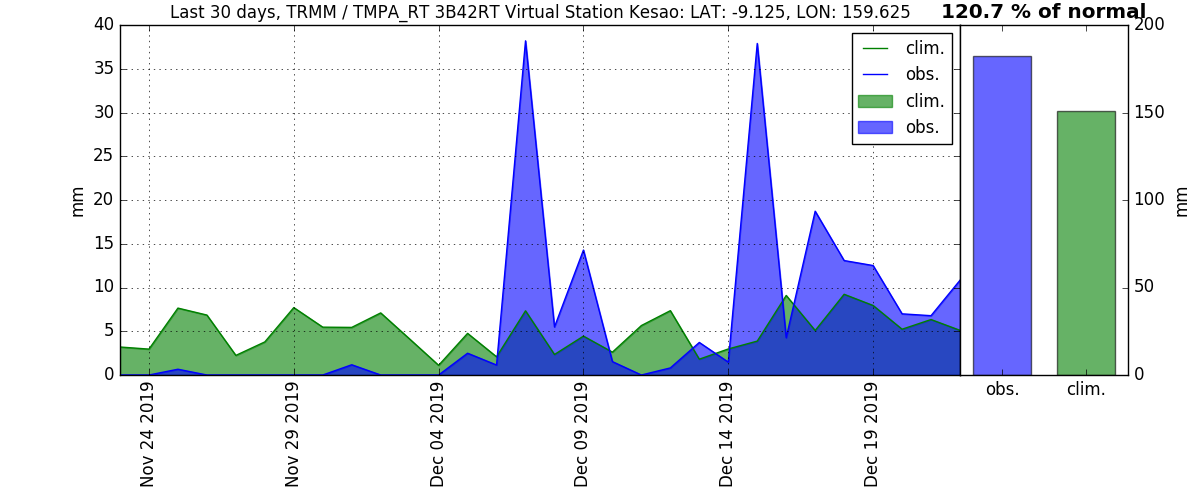 Last 30 days, TRMM / TMPA_RT 3B42RT Virtual Station Kesao: LAT: -9.125, LON: 159.625
120.7 % of normal
40
35
30
25
20
15
10
5
0
mm
clim.
obs.
clim.
obs.
200
150
100
50
0
mm
Nov 24 2019
Nov 29 2019
Dec 04 2019
Dec 09 2019
Dec 14 2019
Dec 19 2019
obs.
clim.